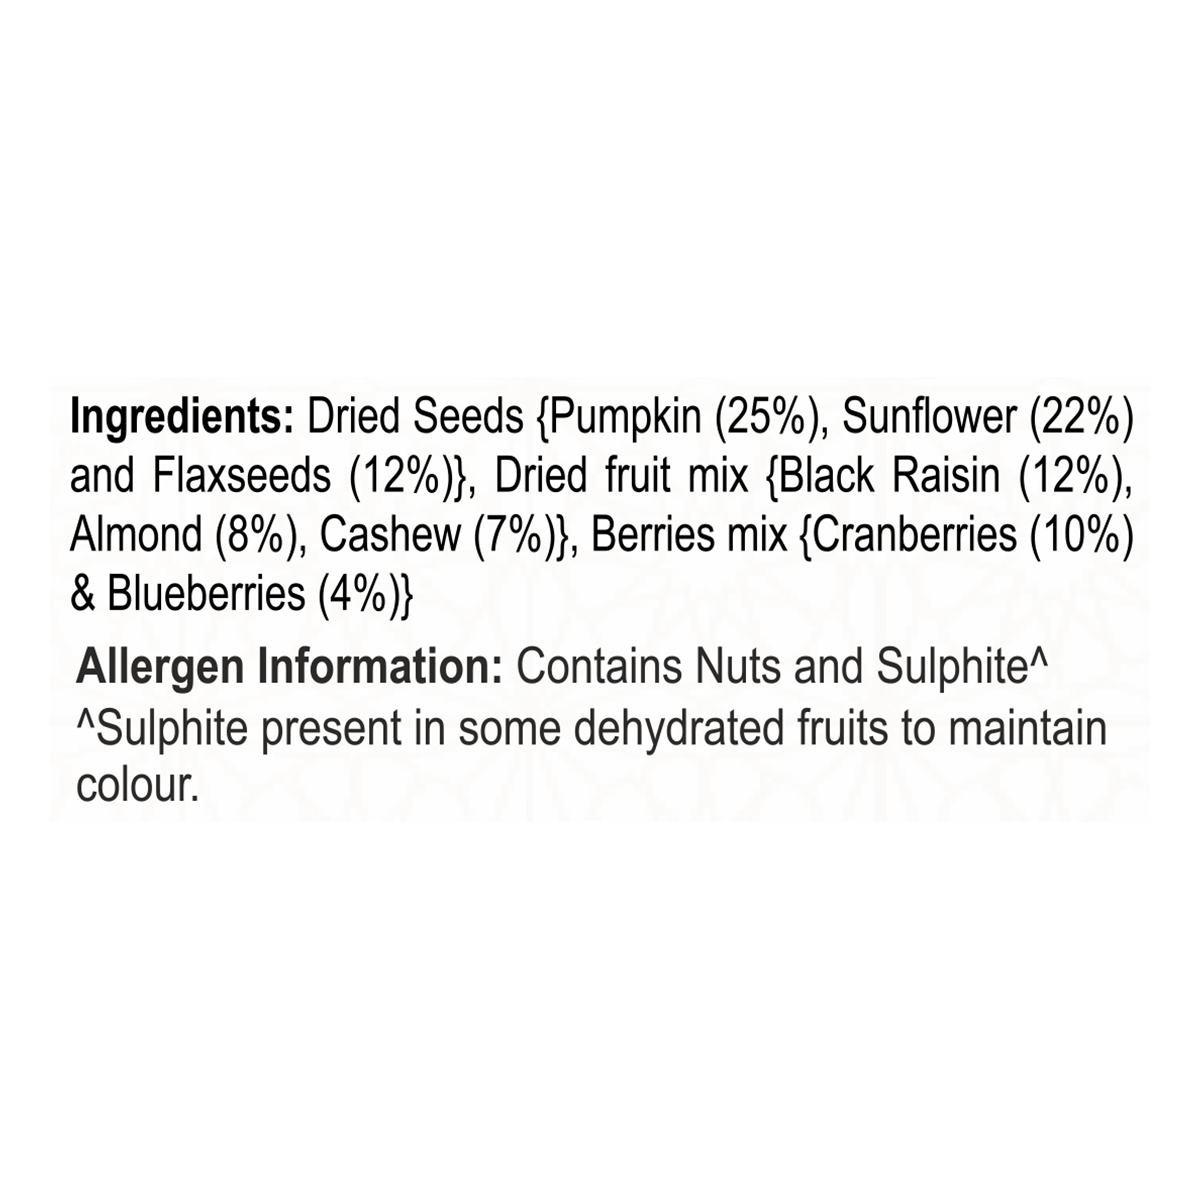 Ingredients: Dried Seeds {Pumpkin (25%), Sunflower (22%)
and Flaxseeds (12%)}, Dried fruit mix {Black Raisin (12%),
Almond (8%), Cashew (7%)}, Berries mix {Cranberries (10%)
& Blueberries (4%)}
Allergen Information: Contains Nuts and Sulphite^
^Sulphite present in some dehydrated fruits to maintain
colour.